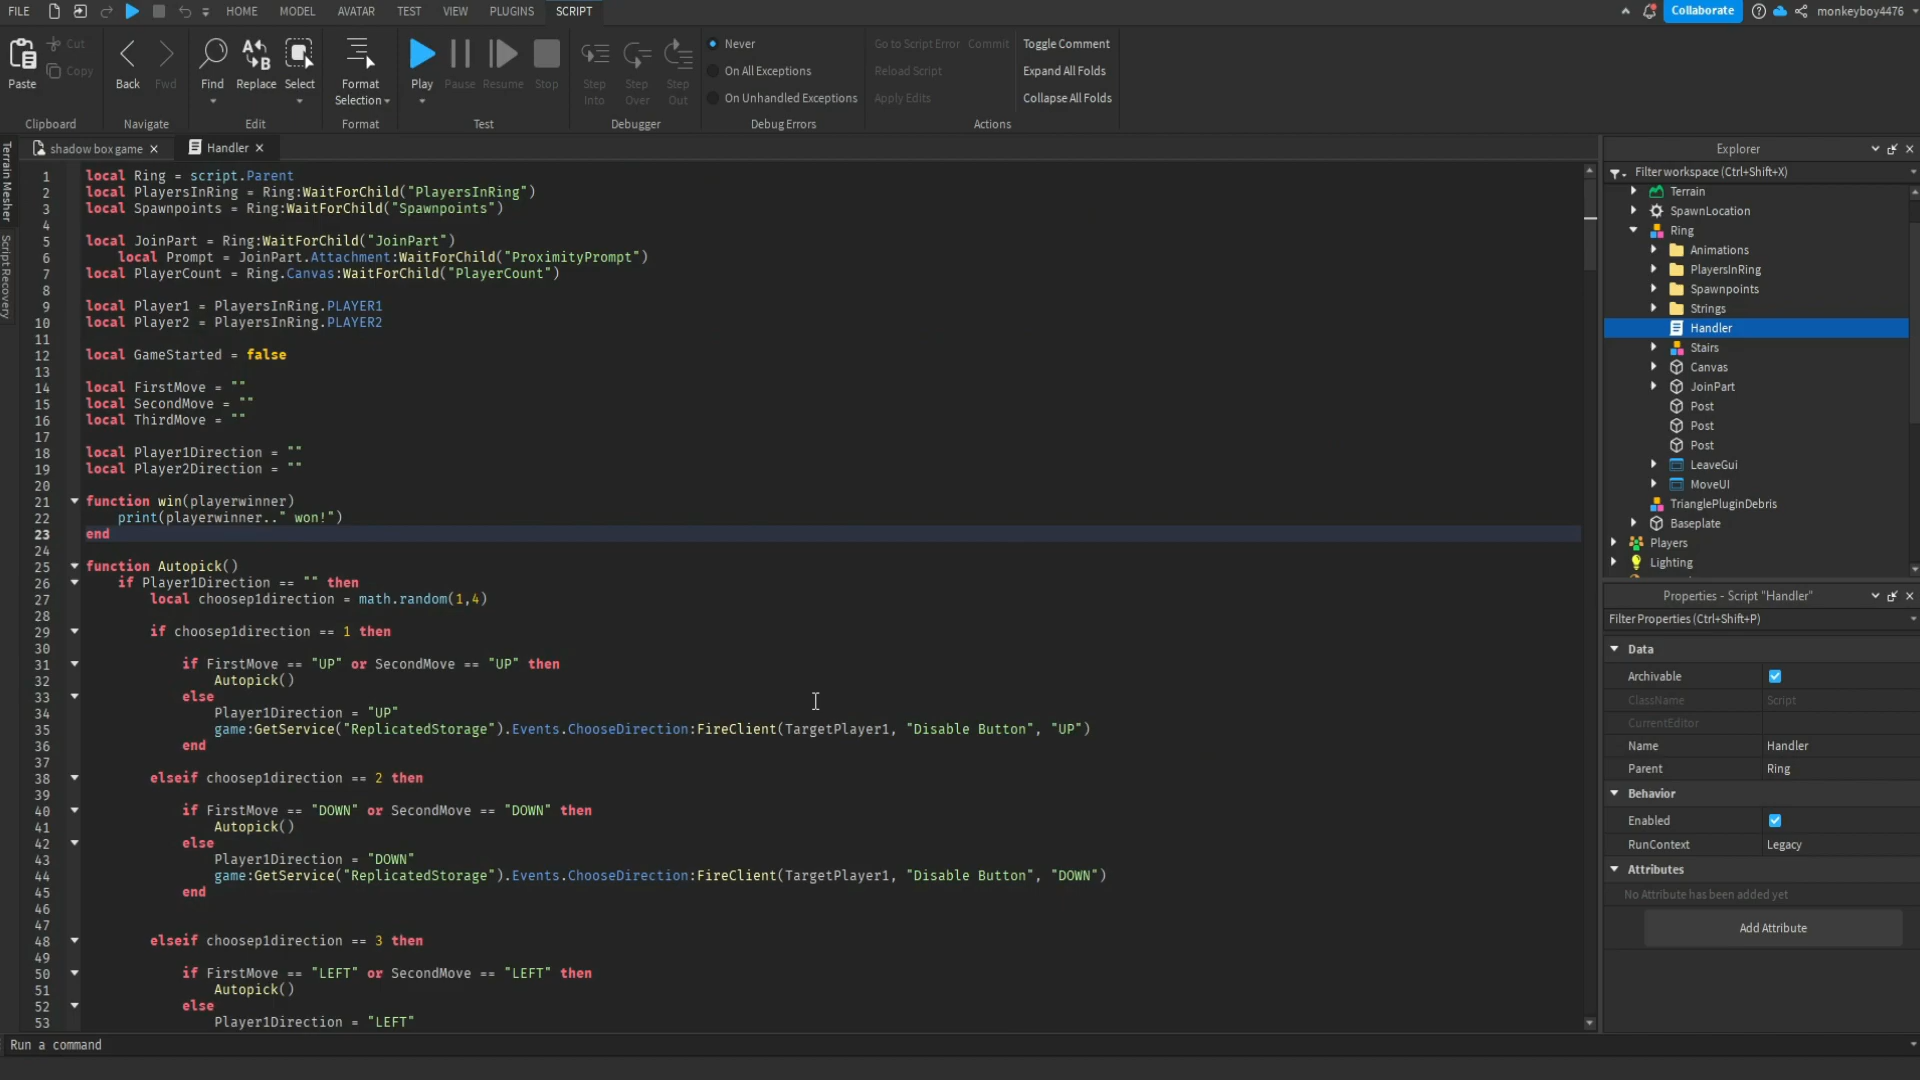 FILE HOME MODEL AVATAR TEST VIEW PLUGINS SCRIPT Collaborate monkeyboy4476
Paste Cut Copy
Clipboard
Back Fwd
Navigate
Find Replace Select
Edit
Format Selection
Format
Play Pause Resume Stop
Test
Step Into Step Over Step Out
Debugger
Never
On All Exceptions
On Unhandled Exceptions
Debug Errors
Go to Script Error Commit
Reload Script
Apply Edits
Toggle Comment
Expand All Folds
Collapse All Folds
Actions
Terrain Mesher
Script Recovery
shadow box game Handler
1 local Ring = script.Parent
2 local PlayersInRing = Ring:WaitForChild("PlayersInRing")
3 local Spawnpoints = Ring:WaitForChild("Spawnpoints")
4
5 local JoinPart = Ring:WaitForChild("JoinPart")
6 local Prompt = JoinPart.Attachment:WaitForChild("ProximityPrompt")
7 local PlayerCount = Ring.Canvas:WaitForChild("PlayerCount")
8
9 local Player1 = PlayersInRing.PLAYER1
10 local Player2 = PlayersInRing.PLAYER2
11
12 local GameStarted = false
13
14 local FirstMove = ""
15 local SecondMove = ""
16 local ThirdMove = ""
17
18 local Player1Direction = ""
19 local Player2Direction = ""
20
21 function win(playerwinner)
22 print(playerwinner.." won!")
23 end
24
25 function Autopick()
26 if Player1Direction == "" then
27 local choosep1direction = math.random(1,4)
28
29 if choosep1direction == 1 then
30
31 if FirstMove == "UP" or SecondMove == "UP" then
32 Autopick()
33 else
34 Player1Direction = "UP"
35 game:GetService("ReplicatedStorage").Events.ChooseDirection:FireClient(TargetPlayer1, "Disable Button", "UP")
36 end
37
38 elseif choosep1direction == 2 then
39
40 if FirstMove == "DOWN" or SecondMove == "DOWN" then
41 Autopick()
42 else
43 Player1Direction = "DOWN"
44 game:GetService("ReplicatedStorage").Events.ChooseDirection:FireClient(TargetPlayer1, "Disable Button", "DOWN")
45 end
46
47
48 elseif choosep1direction == 3 then
49
50 if FirstMove == "LEFT" or SecondMove == "LEFT" then
51 Autopick()
52 else
53 Player1Direction = "LEFT"
Explorer
Filter workspace (Ctrl+Shift+X)
Terrain
SpawnLocation
Ring
Animations
PlayersInRing
Spawnpoints
Strings
Handler
Stairs
Canvas
JoinPart
Post
Post
Post
LeaveGui
MoveUI
TrianglePluginDebris
Baseplate
Players
Lighting
Properties - Script "Handler"
Filter Properties (Ctrl+Shift+P)
Data
Archivable
ClassName Script
CurrentEditor
Name Handler
Parent Ring
Behavior
Enabled
RunContext Legacy
Attributes
No Attribute has been added yet
Add Attribute
Run a command